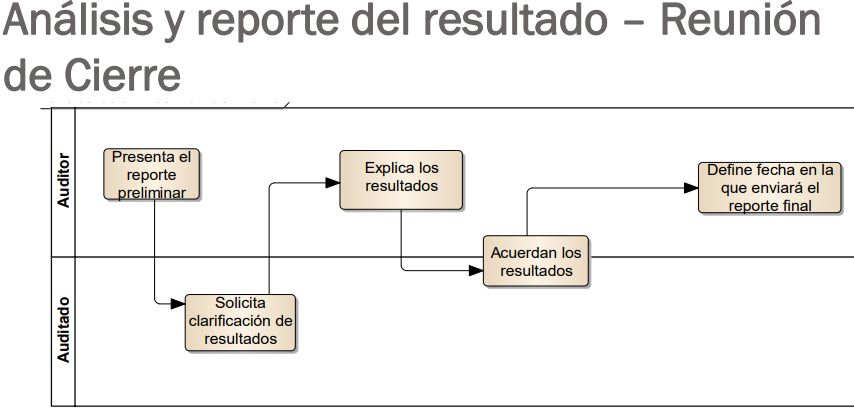 Análisis y reporte del resultado – Reunión
de Cierre
Auditor
Presenta el
reporte
preliminar
Explica los
resultados
Define fecha en la
que enviará el
reporte final
Acuerdan los
resultados
Auditado
Solicita
clarificación de
resultados